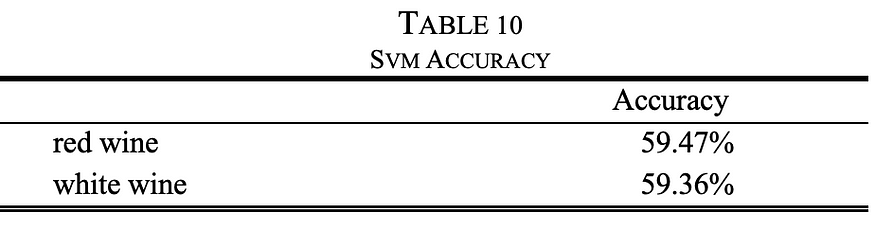 TABLE 10
SVM ACCURACY
Accuracy
red wine 59.47%
white wine 59.36%